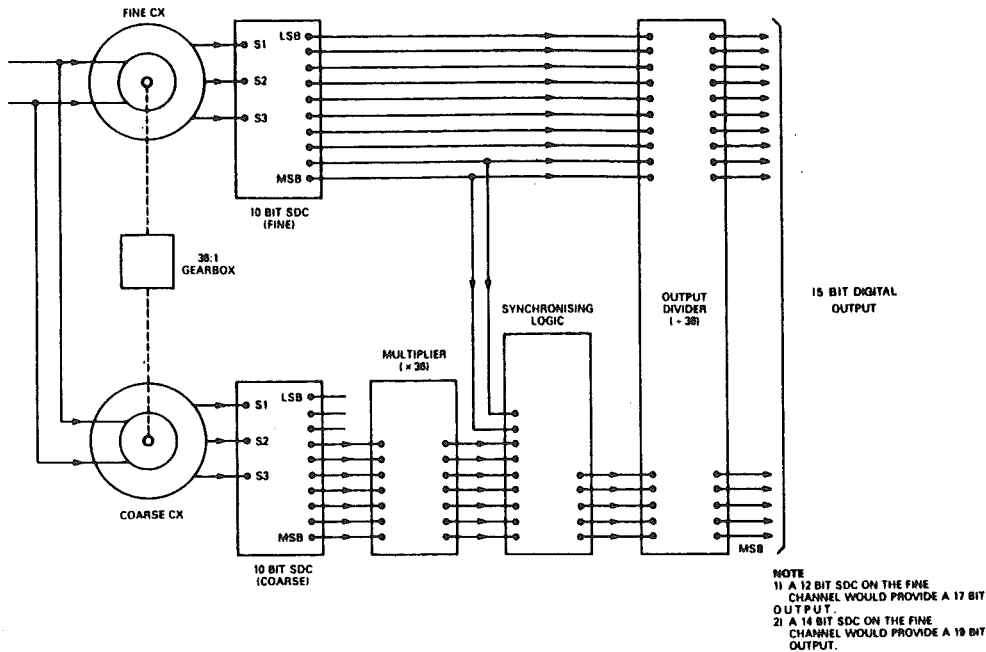 FINE CX
S1
S2
S3
LSB
MSB
10 BIT SDC
(FINE)
36:1
GEARBOX
COARSE CX
S1
S2
S3
LSB
MSB
10 BIT SDC
(COARSE)
MULTIPLIER
(× 36)
SYNCHRONISING
LOGIC
OUTPUT
DIVIDER
(÷ 36)
MSB
15 BIT DIGITAL
OUTPUT
NOTE
1) A 12 BIT SDC ON THE FINE
CHANNEL WOULD PROVIDE A 17 BIT
OUTPUT.
2) A 14 BIT SDC ON THE FINE
CHANNEL WOULD PROVIDE A 19 BIT
OUTPUT.